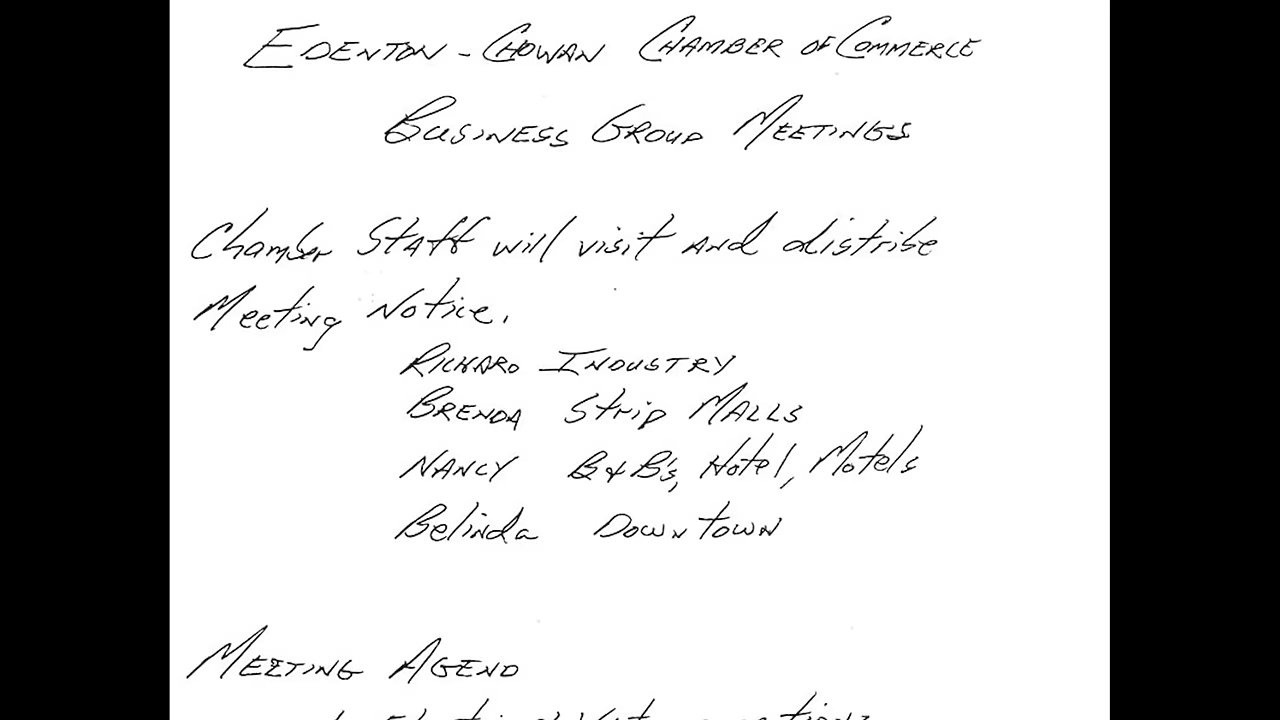 EDENTON - CHOWAN CHAMBER OF COMMERCE
BUSINESS GROUP MEETINGS
Chamber Staff will visit and distribe
Meeting Notice.
RICHARD INDUSTRY
BRENDA Strip MALLS
NANCY B&B's, Hotel, Motels
Belinda DOWNTOWN
MEETING AGEND